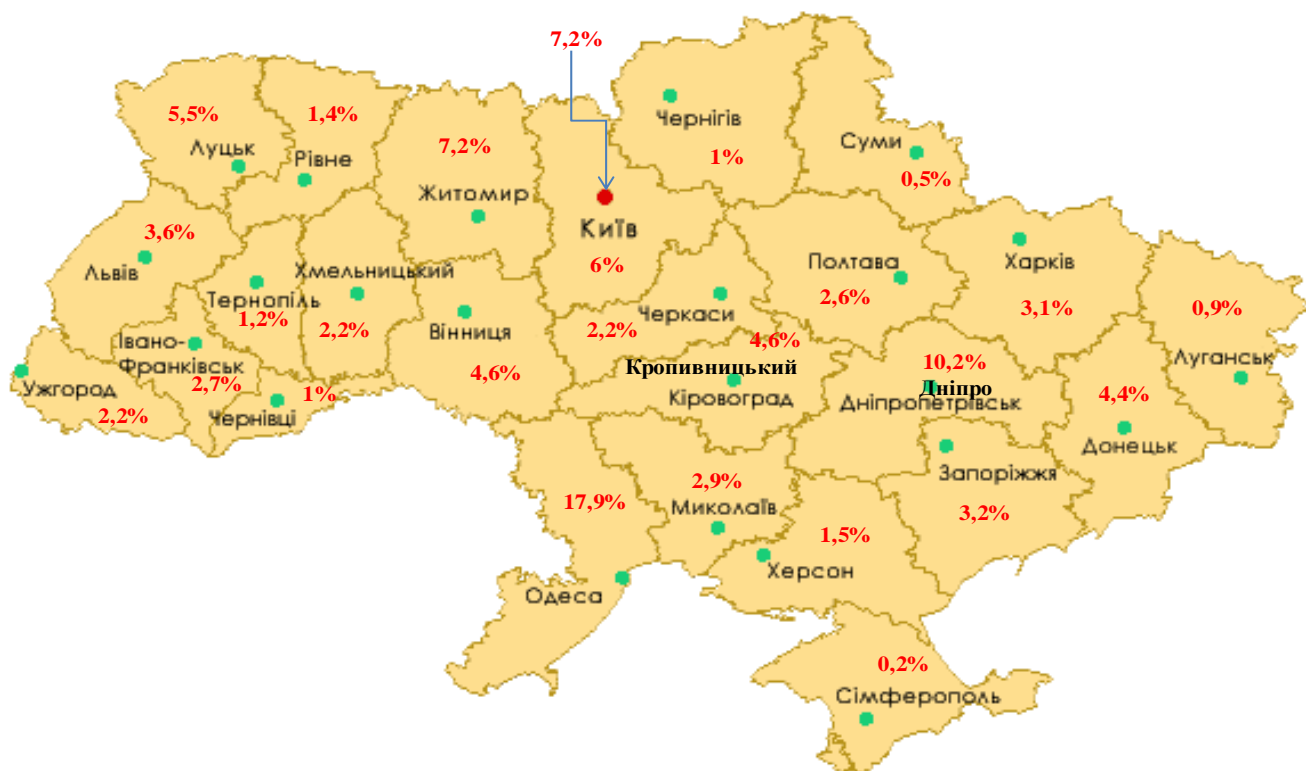 7,2%
Чернігів
1%
Суми
0,5%
5,5%
Луцьк
1,4%
Рівне
7,2%
Житомир
Київ
6%
3,6%
Львів
Тернопіль
1,2%
Хмельницький
2,2%
Вінниця
4,6%
Черкаси
2,2%
Полтава
2,6%
Харків
3,1%
0,9%
Луганськ
Івано-
Франківськ
2,7%
Ужгород
2,2%
Чернівці
1%
4,6%
Кропивницький
Кіровоград
10,2%
Дніпро
Дніпропетрівськ
4,4%
Донецьк
Запоріжжя
3,2%
17,9%
Одеса
2,9%
Миколаїв
1,5%
Херсон
0,2%
Сімферополь